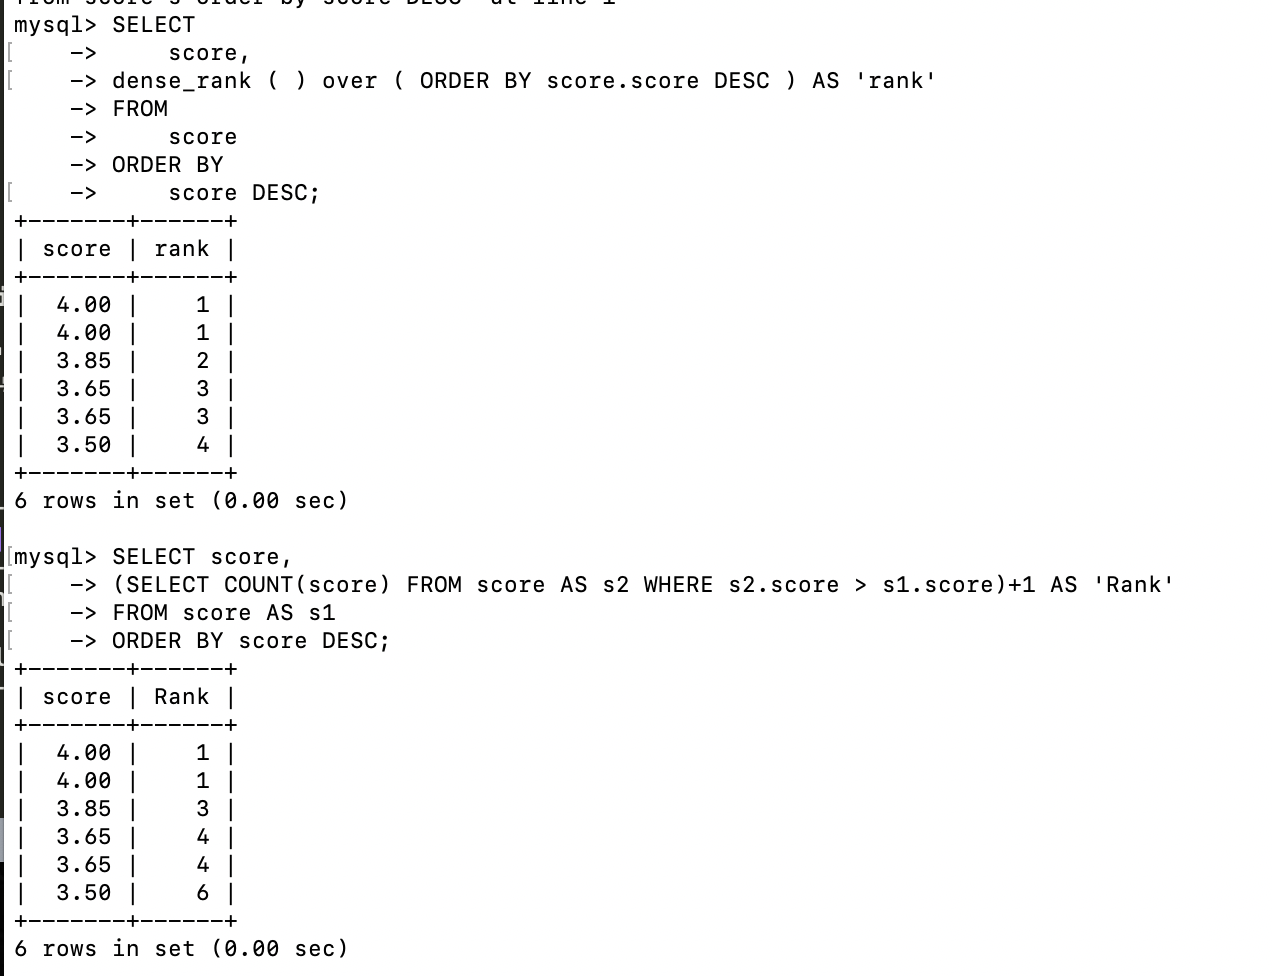 mysql> SELECT
->     score,
-> dense_rank ( ) over ( ORDER BY score.score DESC ) AS 'rank'
-> FROM
->     score
-> ORDER BY
->     score DESC;
+-------+------+
| score | rank |
+-------+------+
|  4.00 |    1 |
|  4.00 |    1 |
|  3.85 |    2 |
|  3.65 |    3 |
|  3.65 |    3 |
|  3.50 |    4 |
+-------+------+
6 rows in set (0.00 sec)
mysql> SELECT score,
-> (SELECT COUNT(score) FROM score AS s2 WHERE s2.score > s1.score)+1 AS 'Rank'
-> FROM score AS s1
-> ORDER BY score DESC;
+-------+------+
| score | Rank |
+-------+------+
|  4.00 |    1 |
|  4.00 |    1 |
|  3.85 |    3 |
|  3.65 |    4 |
|  3.65 |    4 |
|  3.50 |    6 |
+-------+------+
6 rows in set (0.00 sec)